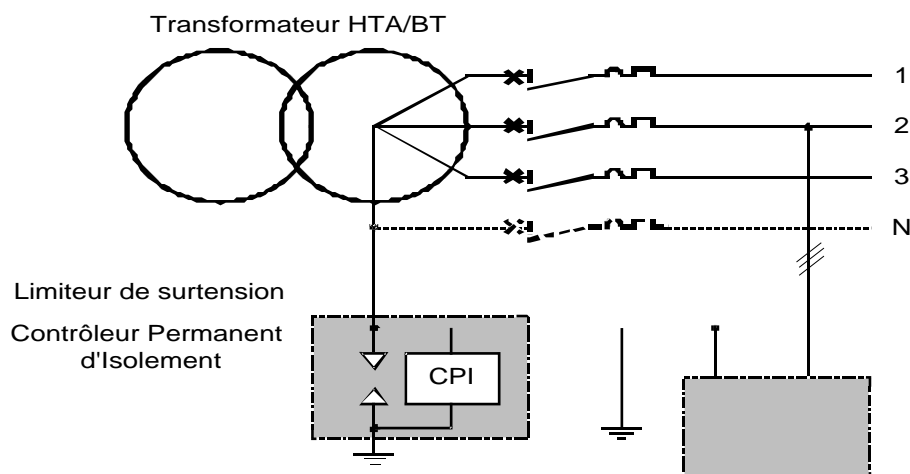 Transformateur HTA/BT
1
2
3
N
Limiteur de surtension
Contrôleur Permanent
d'Isolement
CPI